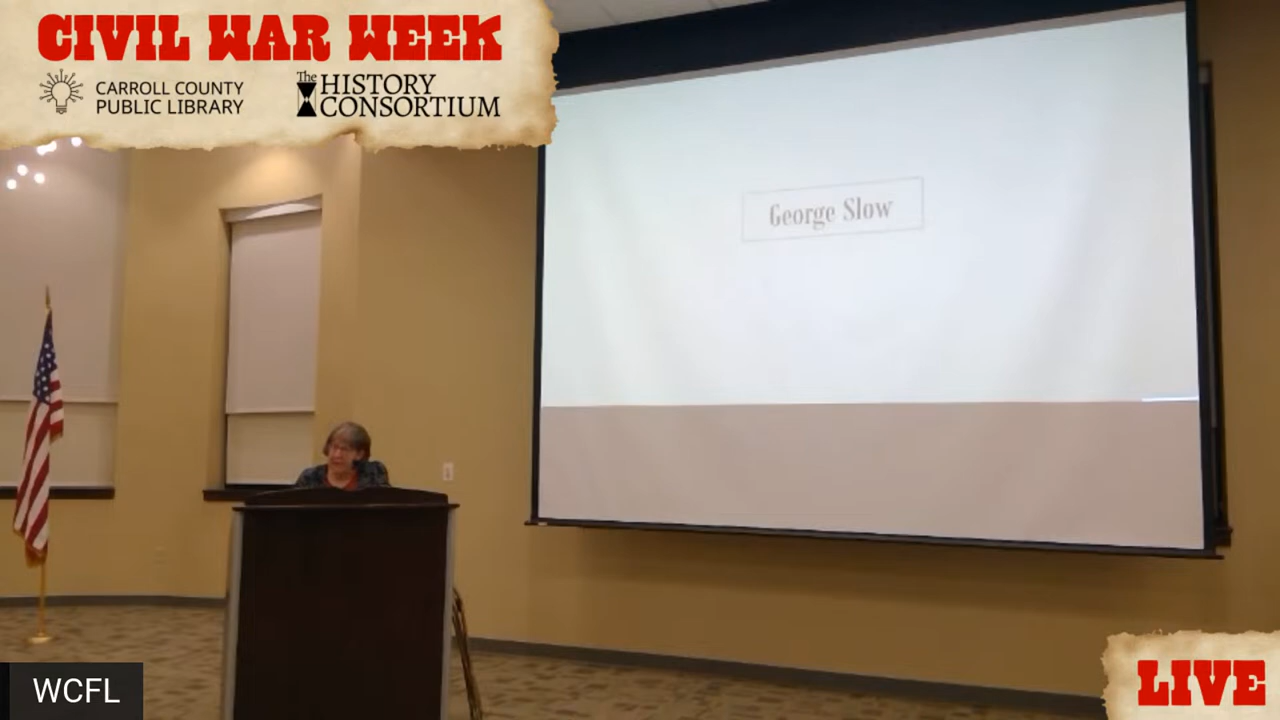 CIVIL WAR WEEK
CARROLL COUNTY
PUBLIC LIBRARY
The HISTORY
CONSORTIUM
George Slow
WCFL
LIVE